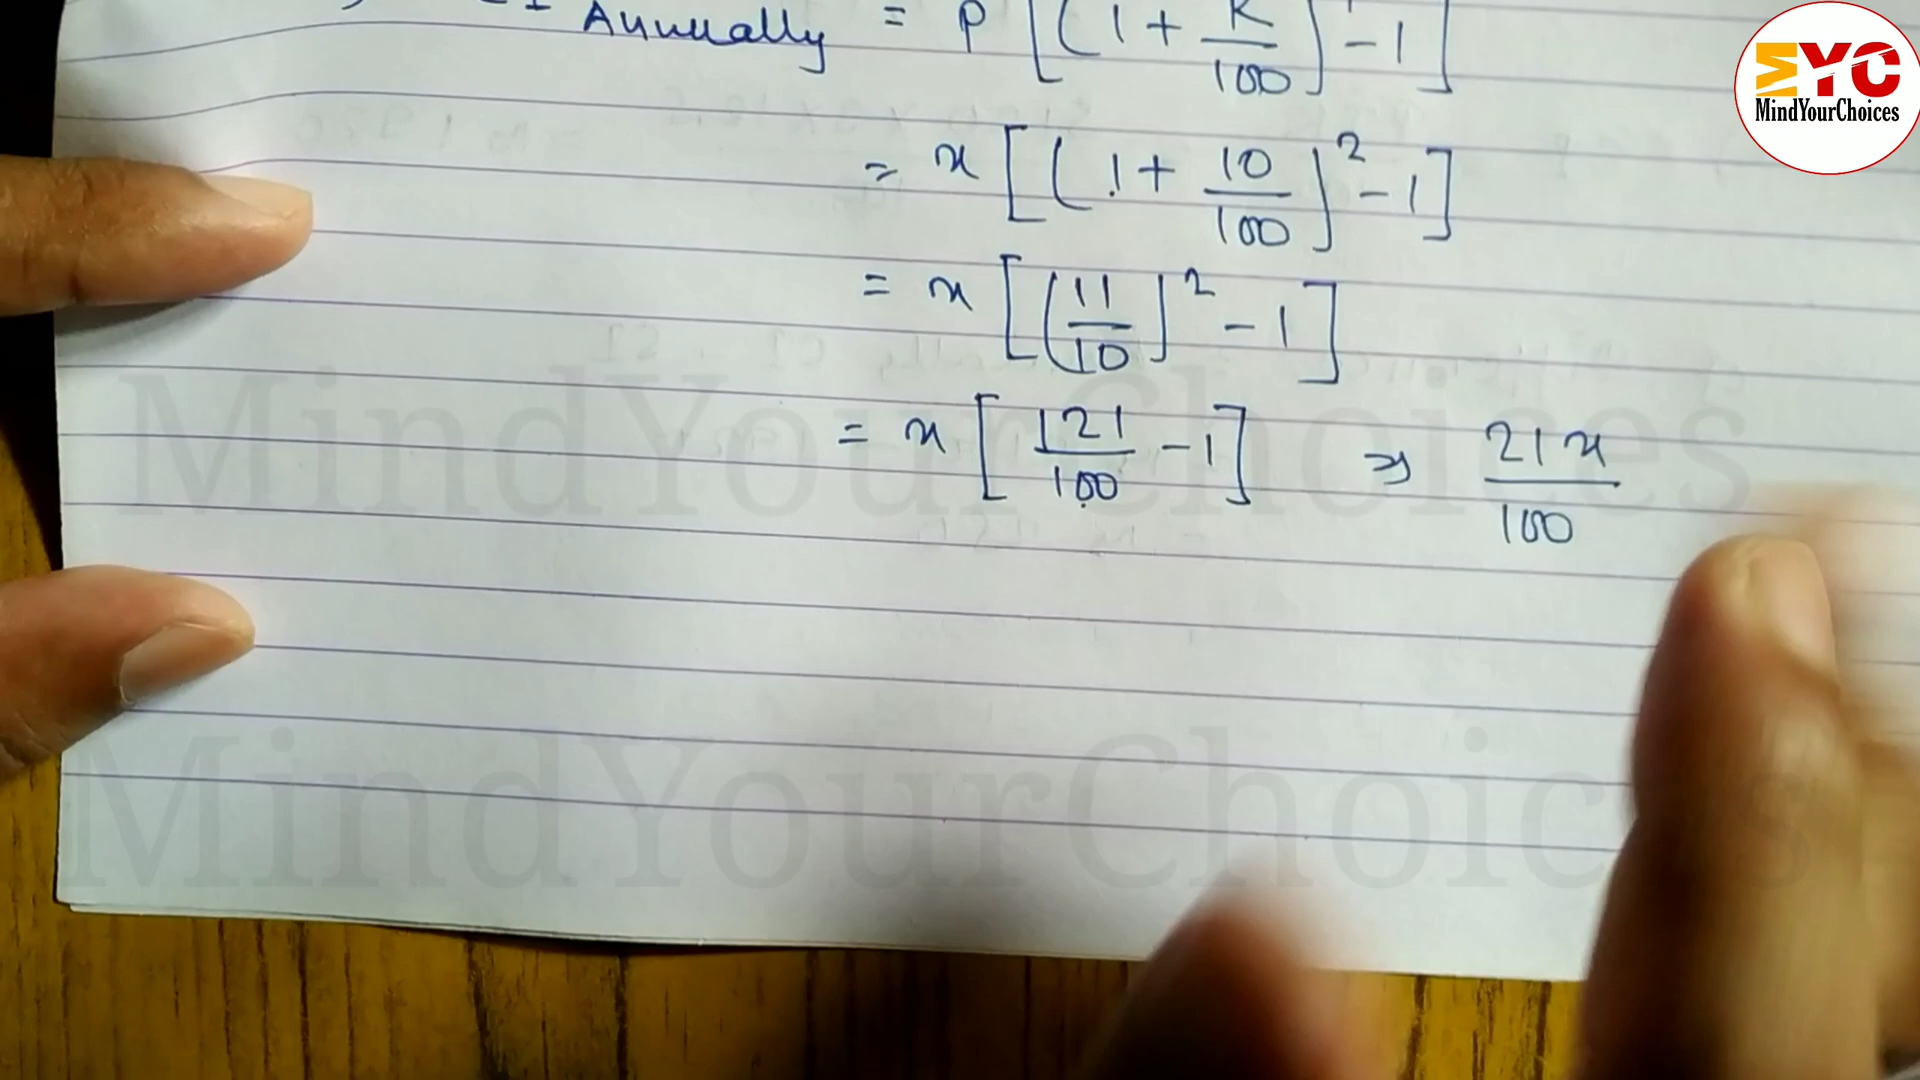 Annually = P [(1 + R/100) - 1]
MYC
MindYourChoices
= x [(1 + 10/100)² - 1]
= x [(11/10)² - 1]
= x [121/100 - 1] ⇒ 21x/100
MindYourChoices
MindYourChoices